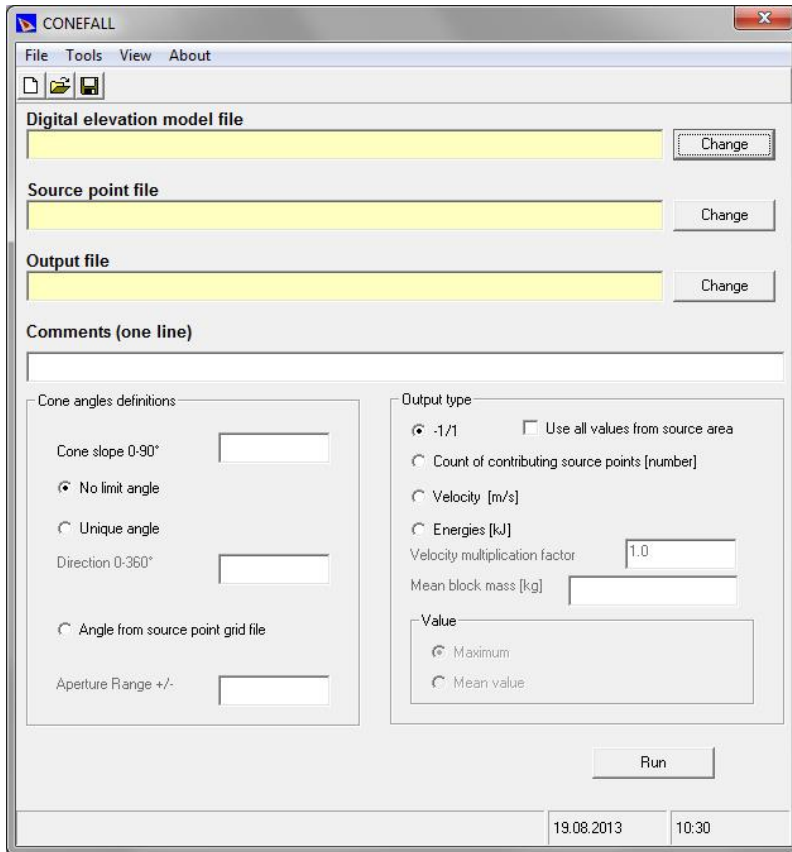 CONEFALL
File Tools View About
Digital elevation model file
Change
Source point file
Change
Output file
Change
Comments (one line)
Cone angles definitions
Cone slope 0-90°
No limit angle
Unique angle
Direction 0-360°
Angle from source point grid file
Aperture Range +/-
Output type
-1/1 Use all values from source area
Count of contributing source points [number]
Velocity [m/s]
Energies [kJ]
Velocity multiplication factor 1.0
Mean block mass [kg]
Value
Maximum
Mean value
Run
19.08.2013 10:30